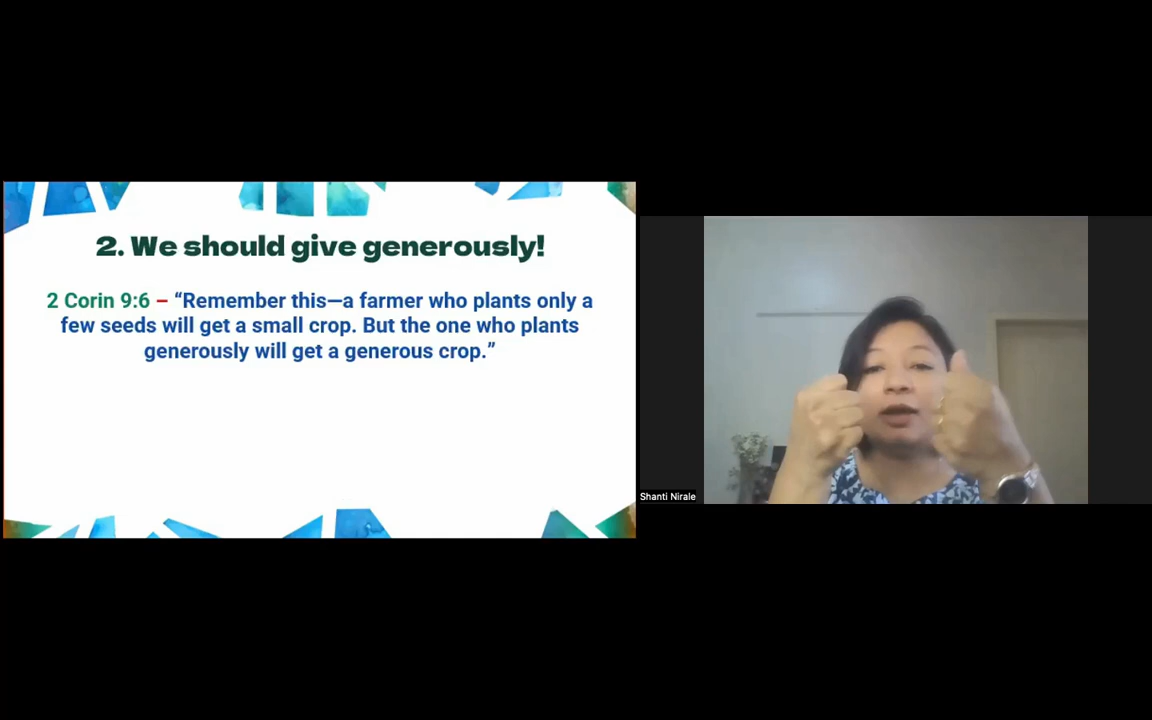 2. We should give generously!
2 Corin 9:6 – “Remember this—a farmer who plants only a
few seeds will get a small crop. But the one who plants
generously will get a generous crop.”
Shanti Nirale